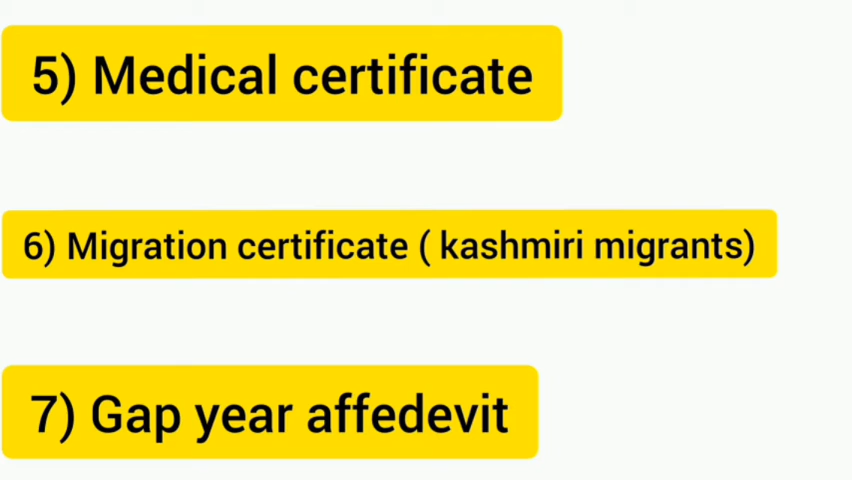 5) Medical certificate
6) Migration certificate ( kashmiri migrants)
7) Gap year affedevit